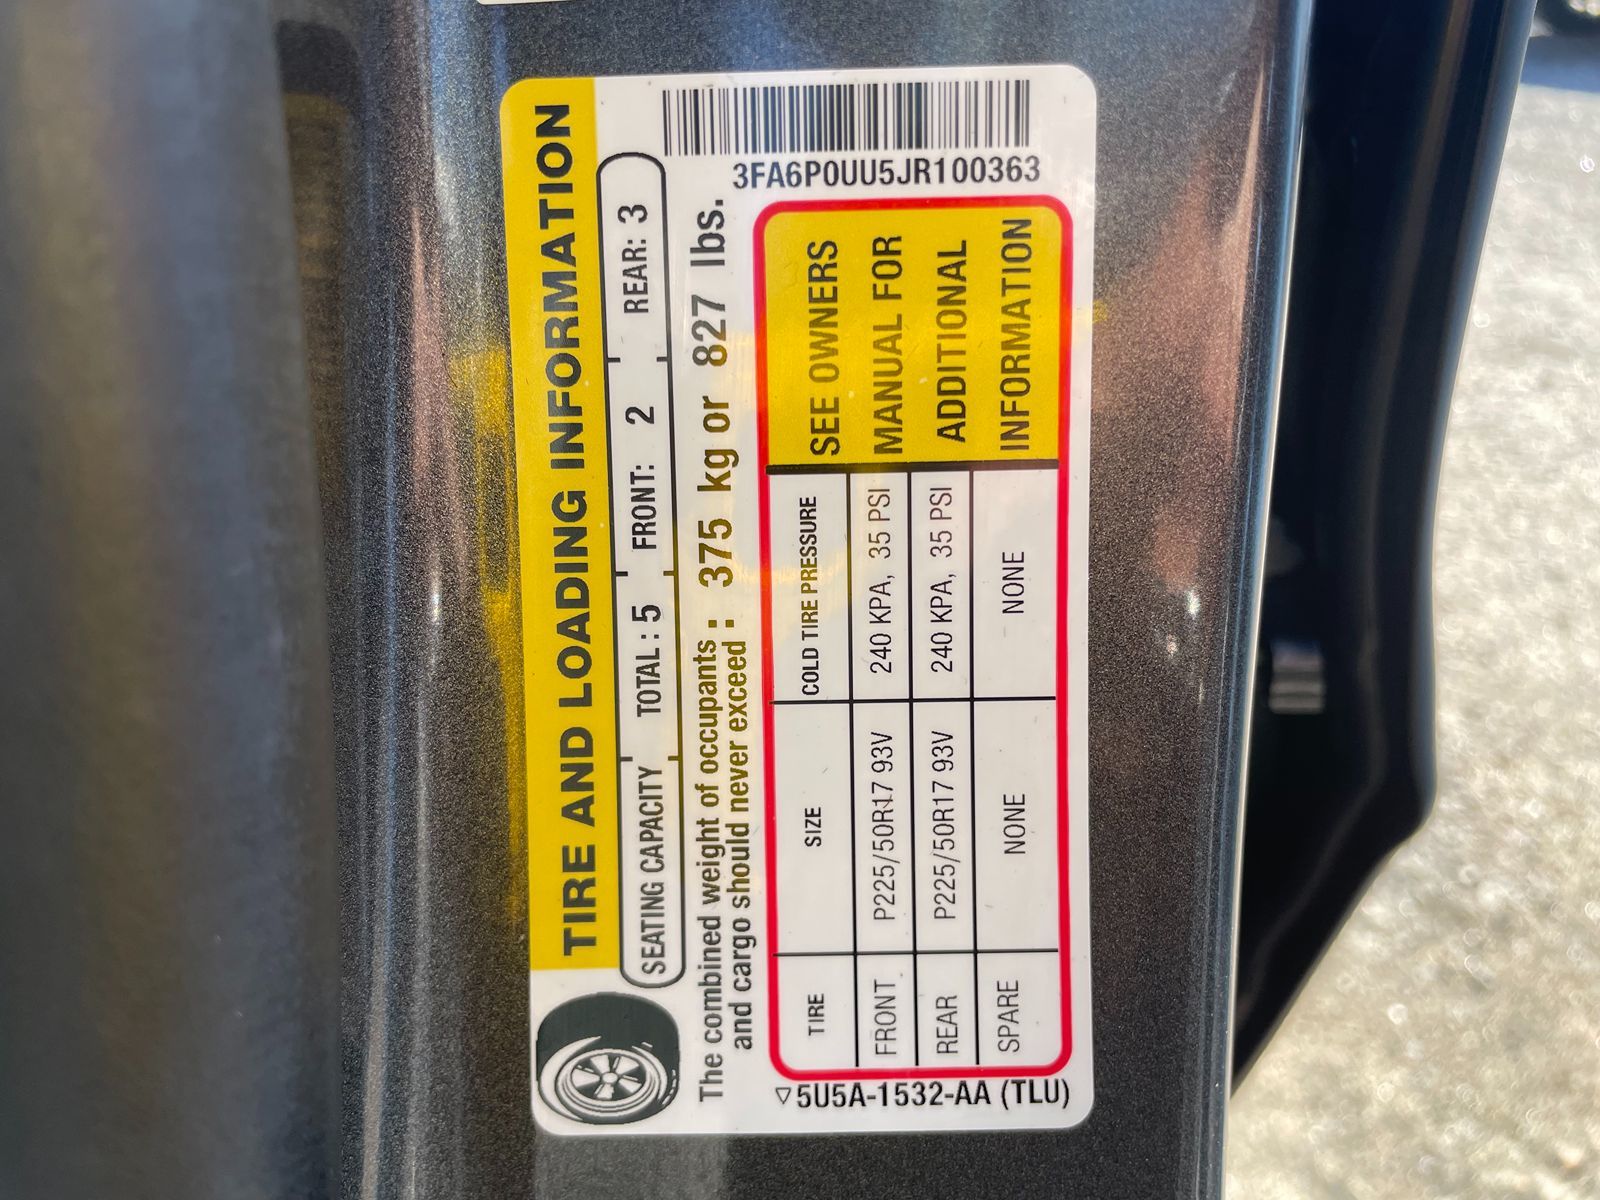 TIRE AND LOADING INFORMATION
SEATING CAPACITY TOTAL : 5 FRONT: 2 REAR: 3
The combined weight of occupants
and cargo should never exceed : 375 kg or 827 lbs.
3FA6P0UU5JR100363
TIRE SIZE COLD TIRE PRESSURE
FRONT P225/50R17 93V 240 KPA, 35 PSI
REAR P225/50R17 93V 240 KPA, 35 PSI
SPARE NONE NONE
SEE OWNERS
MANUAL FOR
ADDITIONAL
INFORMATION
5U5A-1532-AA (TLU)